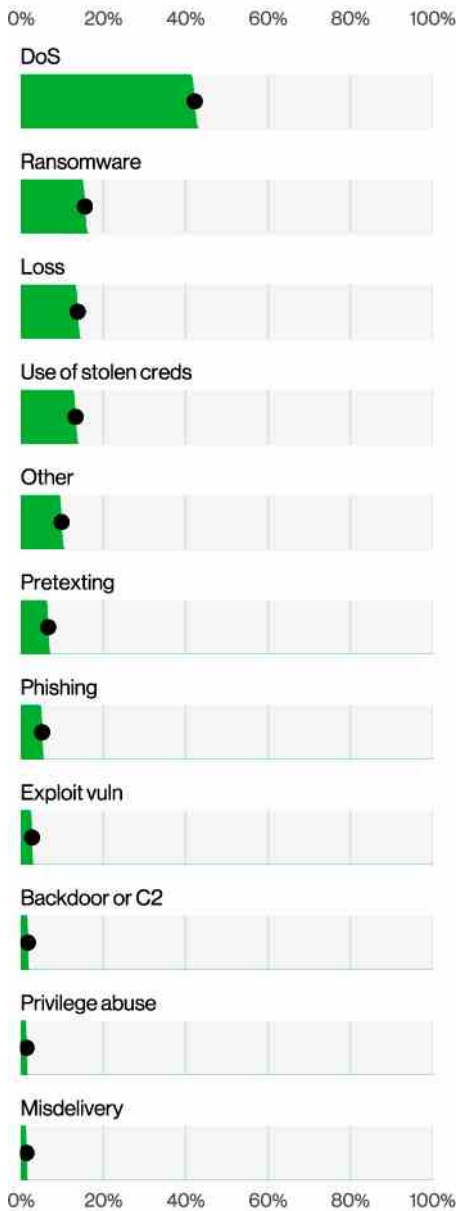 0% 20% 40% 60% 80% 100%
DoS
Ransomware
Loss
Use of stolen creds
Other
Pretexting
Phishing
Exploit vuln
Backdoor or C2
Privilege abuse
Misdelivery
0% 20% 40% 60% 80% 100%